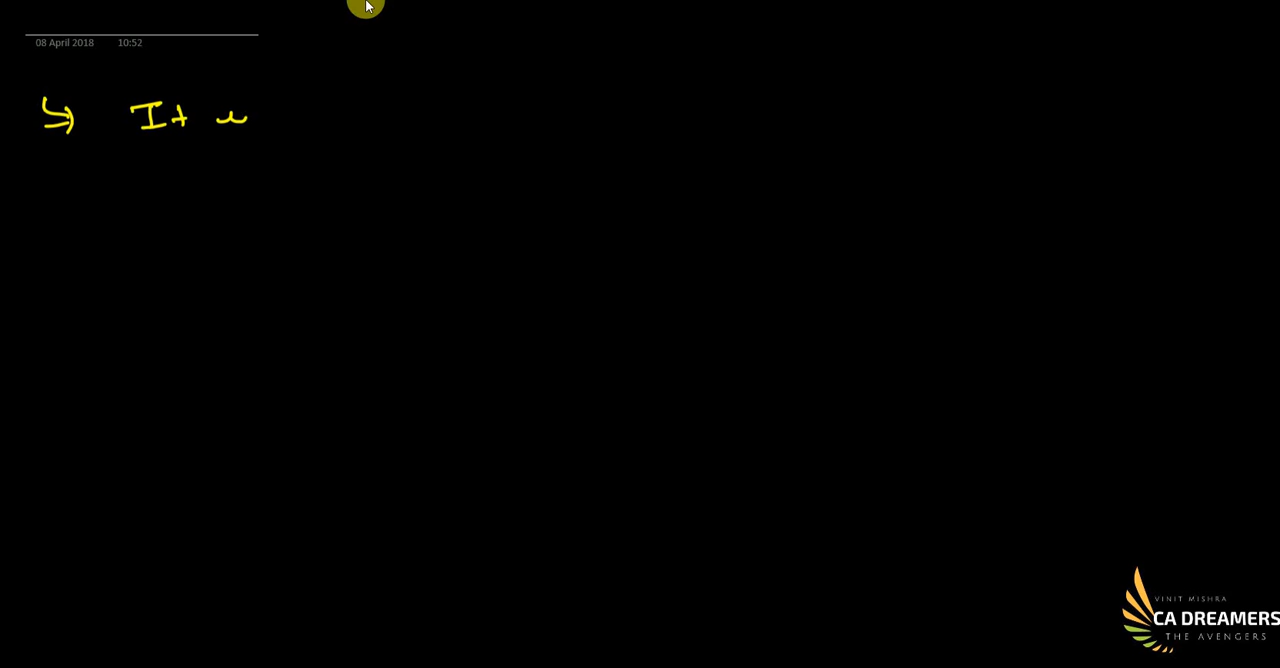 08 April 2018 10:52
It
VINIT MISHRA
CA DREAMERS
THE AVENGERS